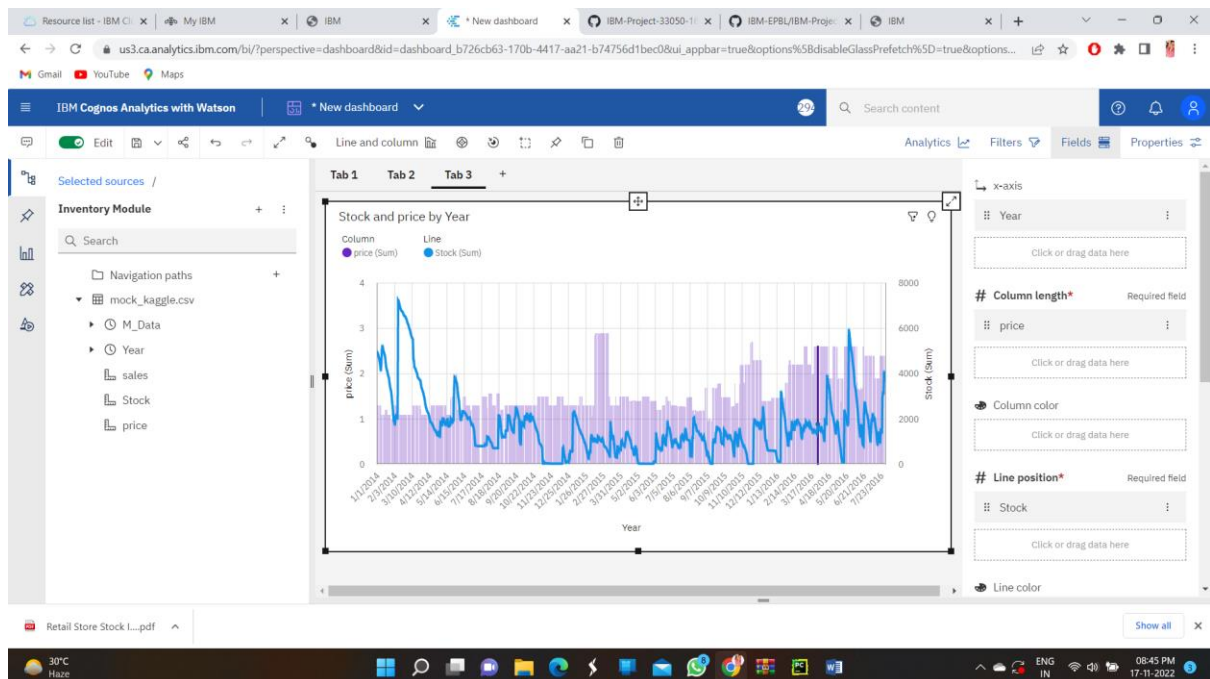 Resource list - IBM Cl
My IBM
IBM
* New dashboard
IBM-Project-33050-1
IBM-EPBL/IBM-Proje
IBM
us3.ca.analytics.ibm.com/bi/?perspective=dashboard&id=dashboard_b726cb63-170b-4417-aa21-b74756d1bec0&ui_appbar=true&options%5BdisableGlassPrefetch%5D=true&options...
Gmail YouTube Maps
IBM Cognos Analytics with Watson
* New dashboard
294
Search content
Edit
Line and column
Analytics
Filters
Fields
Properties
Selected sources /
Inventory Module
Search
Navigation paths
mock_kaggle.csv
M_Data
Year
sales
Stock
price
Tab 1 Tab 2 Tab 3
Stock and price by Year
Column Line
price (Sum) Stock (Sum)
price (Sum)
4
3
2
1
0
8000
6000
4000
2000
0
Stock (Sum)
1/1/2014 2/3/2014 3/10/2014 4/12/2014 5/14/2014 6/15/2014 7/17/2014 8/18/2014 9/20/2014 10/22/2014 11/23/2014 12/25/2014 1/26/2015 2/27/2015 3/31/2015 5/2/2015 6/3/2015 7/5/2015 8/6/2015 9/7/2015 10/9/2015 11/10/2015 12/12/2015 1/13/2016 2/14/2016 3/17/2016 4/18/2016 5/20/2016 6/21/2016 7/23/2016
Year
x-axis
Year
Click or drag data here
# Column length* Required field
price
Click or drag data here
Column color
Click or drag data here
# Line position* Required field
Stock
Click or drag data here
Line color
Retail Store Stock I....pdf
Show all
30°C
Haze
ENG
IN
08:45 PM
17-11-2022